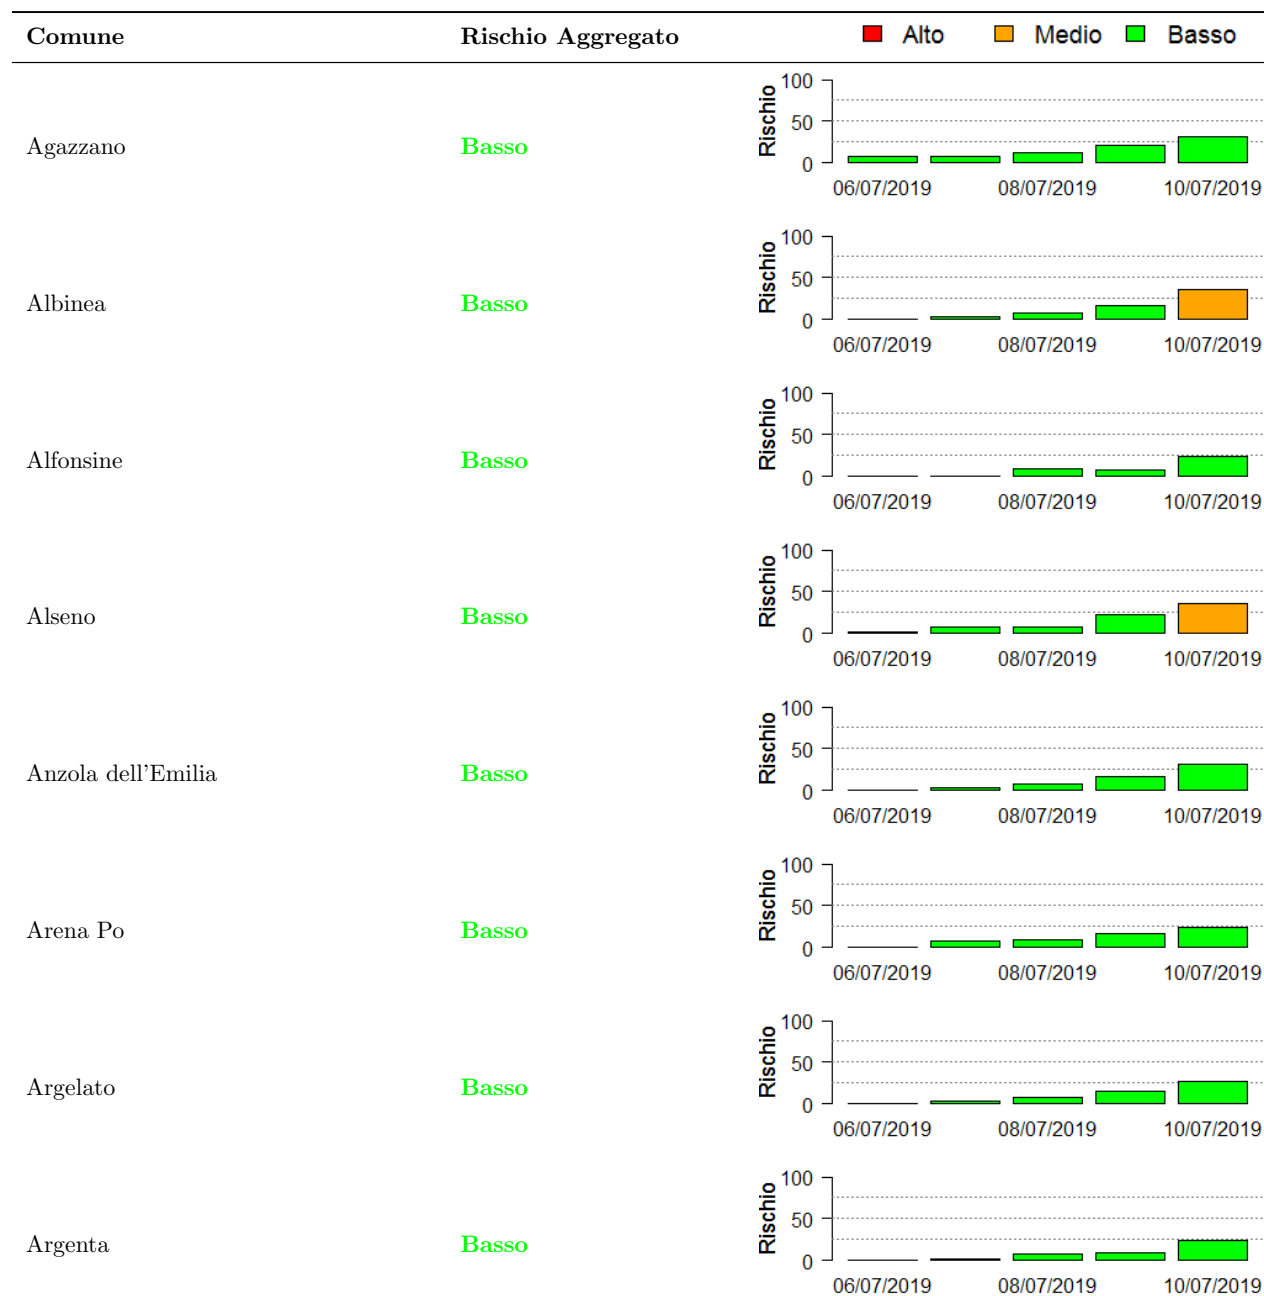 Comune Rischio Aggregato Alto Medio Basso
Agazzano Basso Rischio 100 50 0
06/07/2019 08/07/2019 10/07/2019
Albinea Basso Rischio 100 50 0
06/07/2019 08/07/2019 10/07/2019
Alfonsine Basso Rischio 100 50 0
06/07/2019 08/07/2019 10/07/2019
Alseno Basso Rischio 100 50 0
06/07/2019 08/07/2019 10/07/2019
Anzola dell'Emilia Basso Rischio 100 50 0
06/07/2019 08/07/2019 10/07/2019
Arena Po Basso Rischio 100 50 0
06/07/2019 08/07/2019 10/07/2019
Argelato Basso Rischio 100 50 0
06/07/2019 08/07/2019 10/07/2019
Argenta Basso Rischio 100 50 0
06/07/2019 08/07/2019 10/07/2019